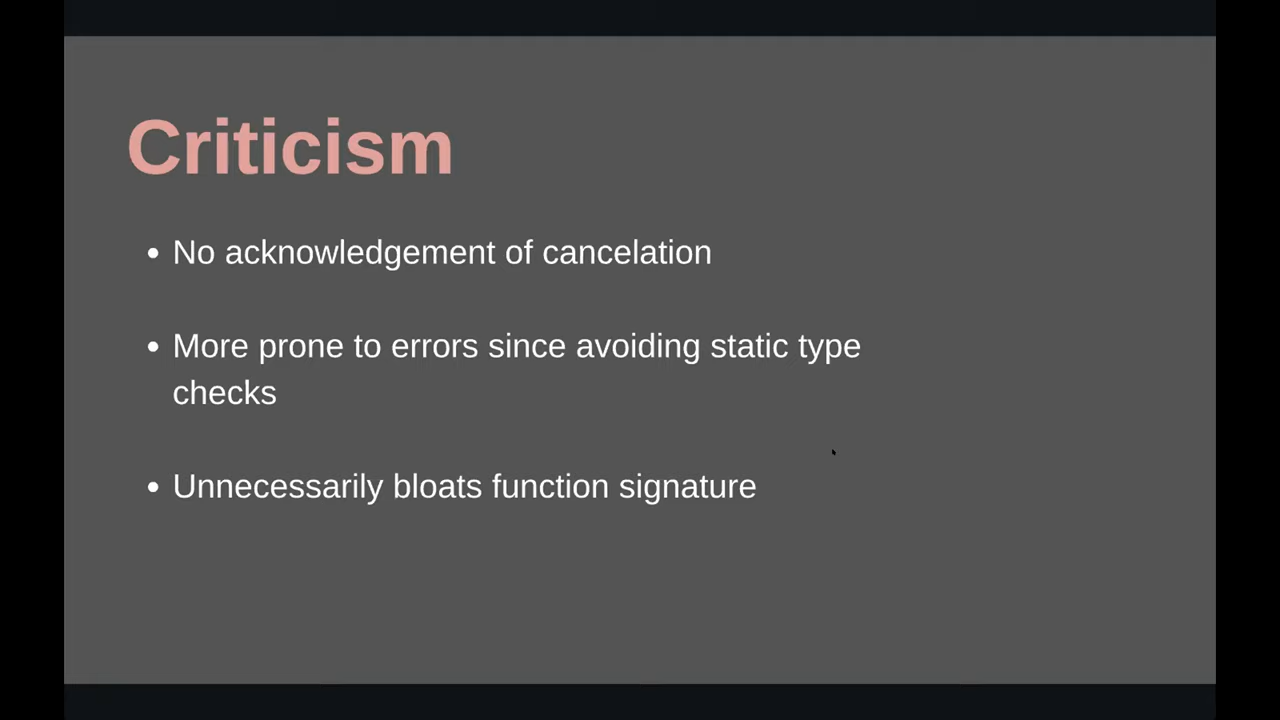 Criticism
• No acknowledgement of cancelation
• More prone to errors since avoiding static type
checks
• Unnecessarily bloats function signature